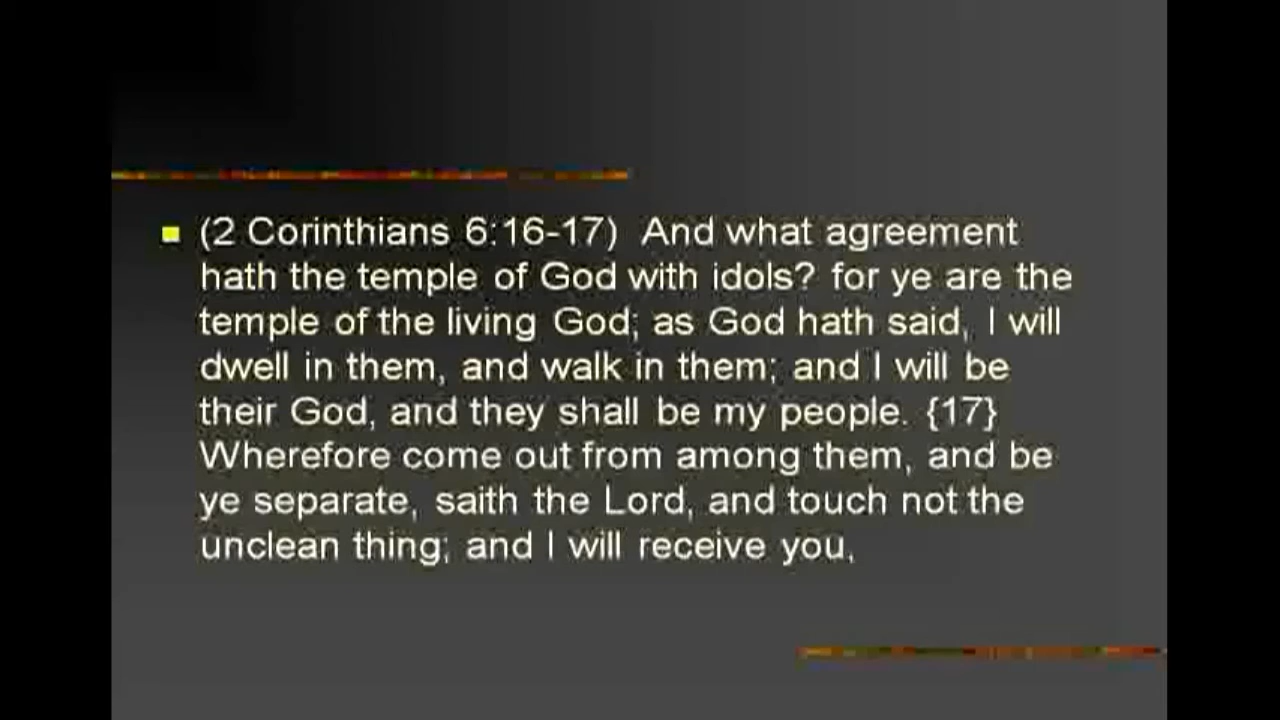 (2 Corinthians 6:16-17) And what agreement
hath the temple of God with idols? for ye are the
temple of the living God; as God hath said, I will
dwell in them, and walk in them; and I will be
their God, and they shall be my people. {17}
Wherefore come out from among them, and be
ye separate, saith the Lord, and touch not the
unclean thing; and I will receive you,